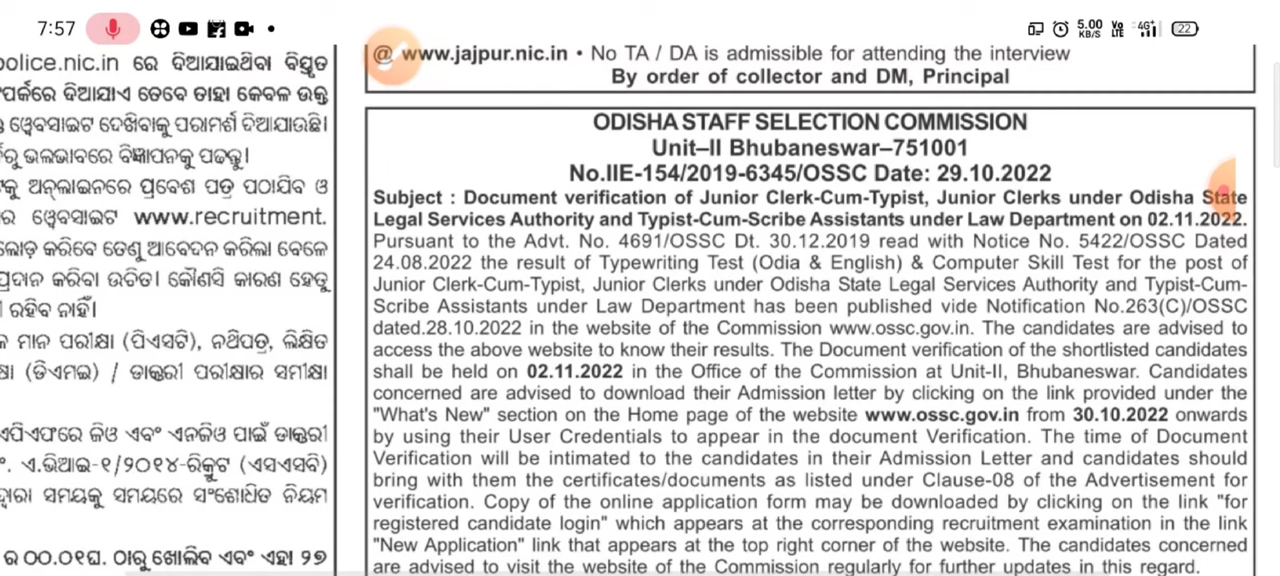 7:57
5.00 KB/S Vo LTE 4G+ 22
police.nic.in ରେ ଦିଆଯାଇଥିବା ବିସ୍ତୃତ
ପର୍କରେ ଦିଆଯାଏ ତେବେ ତାହା କେବଳ ଉକ୍ତ
ୱେବସାଇଟ ଦେଖିବାକୁ ପରାମର୍ଶ ଦିଆଯାଉଛି।
ଭଲଭାବରେ ବିଜ୍ଞାପନକୁ ପଢନ୍ତୁ।
ଅନ୍‌ଲାଇନରେ ପ୍ରବେଶ ପତ୍ର ପଠାଯିବ ଓ
ର ୱେବସାଇଟ www.recruitment.
କରିବେ ତେଣୁ ଆବେଦନ କରିଲା ବେଳେ
ପ୍ରଦାନ କରିବା ଉଚିତ। କୌଣସି କାରଣ ହେତୁ
ରହିବ ନାହିଁ।
ମାନ ପରୀକ୍ଷା (ପିଏସଟି), ନଥିପତ୍ର, ଲିଖିତ
(ଡିଏମଇ) / ଡାକ୍ତରୀ ପରୀକ୍ଷାର ସମୀକ୍ଷା
ଏପିଏଫରେ ଜିଓ ଏବଂ ଏନଜିଓ ପାଇଁ ଡାକ୍ତରୀ
ଏ.ଭିଆଇ-୧/୨୦୧୪-ରିକ୍ରୁଟ (ଏସଏସବି)
ଦ୍ୱାରା ସମୟକୁ ସମୟରେ ସଂଶୋଧିତ ନିୟମ
ର ୦୦.୦୧ଘ. ଠାରୁ ଖୋଲିବ ଏବଂ ଏହା ୨୭
@ www.jajpur.nic.in • No TA / DA is admissible for attending the interview
By order of collector and DM, Principal
ODISHA STAFF SELECTION COMMISSION
Unit–II Bhubaneswar–751001
No.IIE-154/2019-6345/OSSC Date: 29.10.2022
Subject : Document verification of Junior Clerk-Cum-Typist, Junior Clerks under Odisha State
Legal Services Authority and Typist-Cum-Scribe Assistants under Law Department on 02.11.2022.
Pursuant to the Advt. No. 4691/OSSC Dt. 30.12.2019 read with Notice No. 5422/OSSC Dated
24.08.2022 the result of Typewriting Test (Odia & English) & Computer Skill Test for the post of
Junior Clerk-Cum-Typist, Junior Clerks under Odisha State Legal Services Authority and Typist-Cum-
Scribe Assistants under Law Department has been published vide Notification No.263(C)/OSSC
dated.28.10.2022 in the website of the Commission www.ossc.gov.in. The candidates are advised to
access the above website to know their results. The Document verification of the shortlisted candidates
shall be held on 02.11.2022 in the Office of the Commission at Unit-II, Bhubaneswar. Candidates
concerned are advised to download their Admission letter by clicking on the link provided under the
"What's New" section on the Home page of the website www.ossc.gov.in from 30.10.2022 onwards
by using their User Credentials to appear in the document Verification. The time of Document
Verification will be intimated to the candidates in their Admission Letter and candidates should
bring with them the certificates/documents as listed under Clause-08 of the Advertisement for
verification. Copy of the online application form may be downloaded by clicking on the link "for
registered candidate login" which appears at the corresponding recruitment examination in the link
"New Application" link that appears at the top right corner of the website. The candidates concerned
are advised to visit the website of the Commission regularly for further updates in this regard.